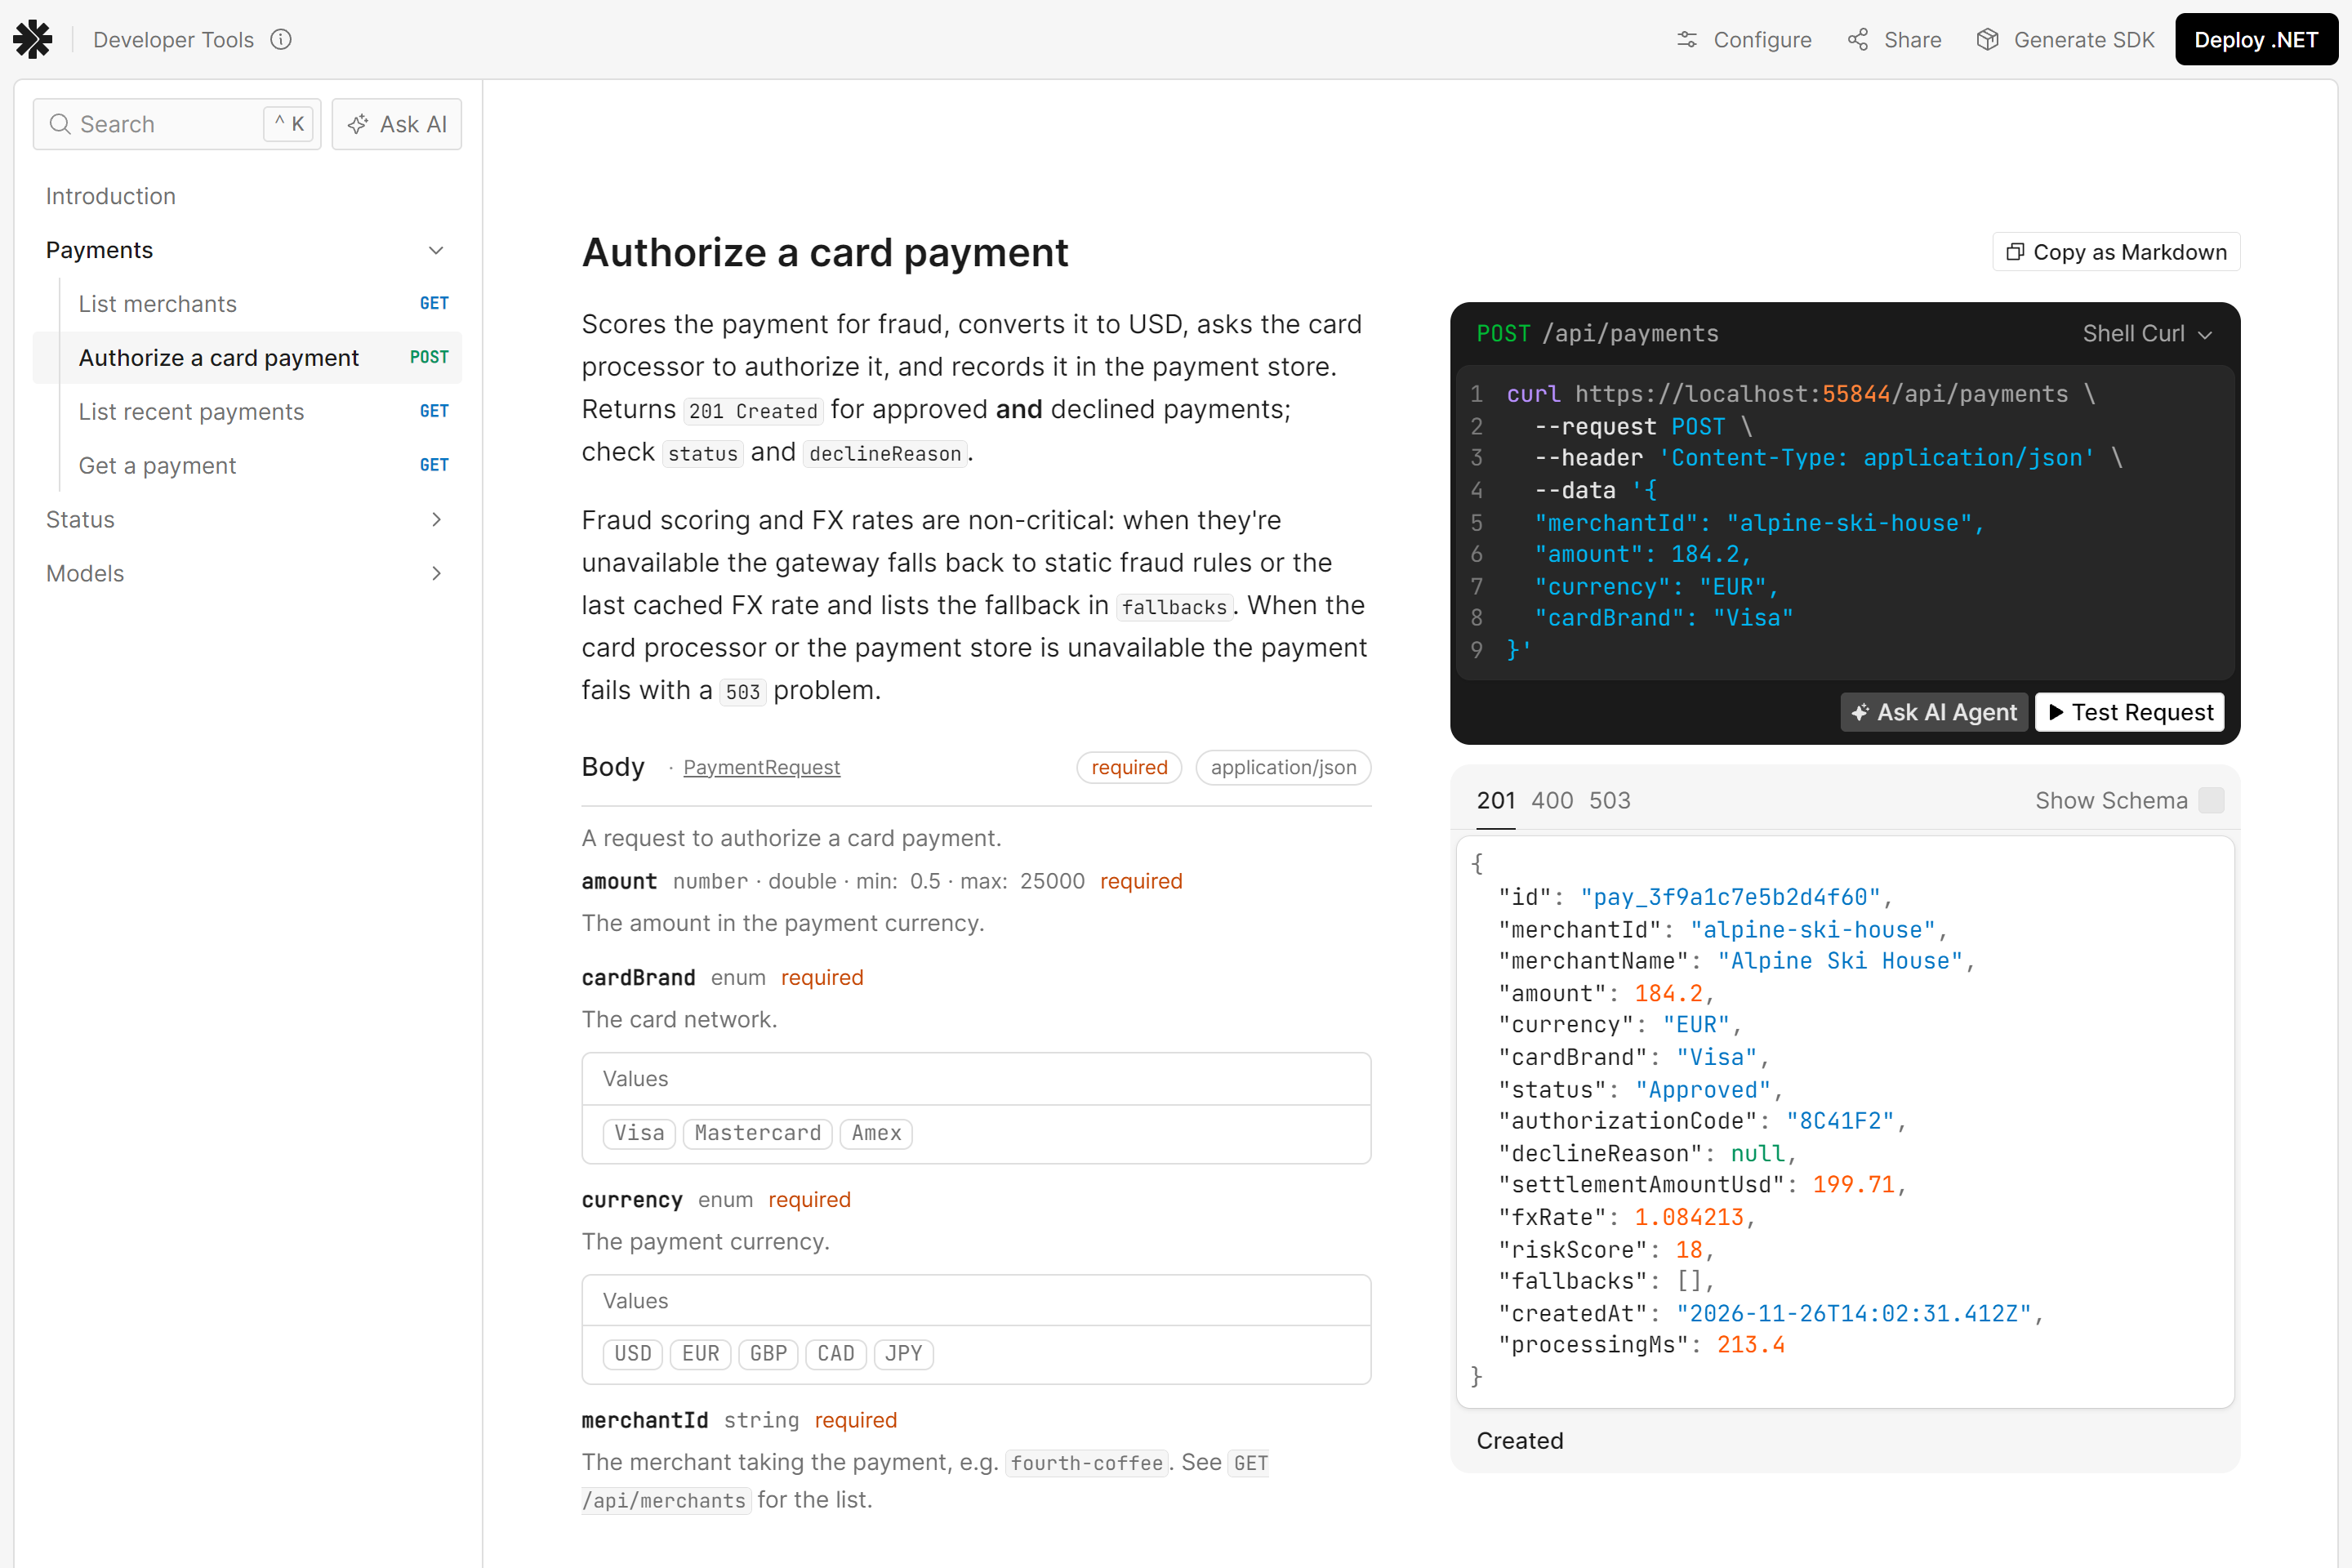 Developer Tools
Configure
Share
Generate SDK
Deploy .NET
Search
^ K
Ask AI
Introduction
Payments
List merchants GET
Authorize a card payment POST
List recent payments GET
Get a payment GET
Status
Models
Authorize a card payment
Copy as Markdown
Scores the payment for fraud, converts it to USD, asks the card
processor to authorize it, and records it in the payment store.
Returns 201 Created for approved and declined payments;
check status and declineReason.
Fraud scoring and FX rates are non-critical: when they're
unavailable the gateway falls back to static fraud rules or the
last cached FX rate and lists the fallback in fallbacks. When the
card processor or the payment store is unavailable the payment
fails with a 503 problem.
Body · PaymentRequest required application/json
A request to authorize a card payment.
amount number · double · min: 0.5 · max: 25000 required
The amount in the payment currency.
cardBrand enum required
The card network.
Values
Visa Mastercard Amex
currency enum required
The payment currency.
Values
USD EUR GBP CAD JPY
merchantId string required
The merchant taking the payment, e.g. fourth-coffee. See GET
/api/merchants for the list.
POST /api/payments
Shell Curl
1 curl https://localhost:55844/api/payments \
2 --request POST \
3 --header 'Content-Type: application/json' \
4 --data '{
5 "merchantId": "alpine-ski-house",
6 "amount": 184.2,
7 "currency": "EUR",
8 "cardBrand": "Visa"
9 }'
Ask AI Agent
Test Request
201 400 503
Show Schema
{
"id": "pay_3f9a1c7e5b2d4f60",
"merchantId": "alpine-ski-house",
"merchantName": "Alpine Ski House",
"amount": 184.2,
"currency": "EUR",
"cardBrand": "Visa",
"status": "Approved",
"authorizationCode": "8C41F2",
"declineReason": null,
"settlementAmountUsd": 199.71,
"fxRate": 1.084213,
"riskScore": 18,
"fallbacks": [],
"createdAt": "2026-11-26T14:02:31.412Z",
"processingMs": 213.4
}
Created